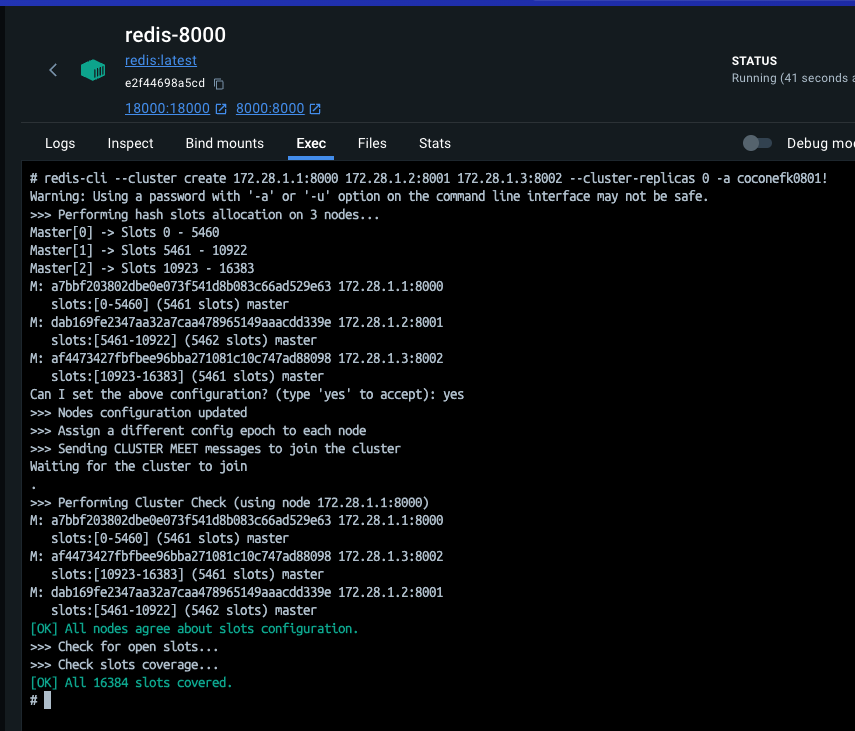 redis-8000
redis:latest
e2f44698a5cd
18000:18000 8000:8000
STATUS
Running (41 seconds a
Logs Inspect Bind mounts Exec Files Stats Debug mo
# redis-cli --cluster create 172.28.1.1:8000 172.28.1.2:8001 172.28.1.3:8002 --cluster-replicas 0 -a coconefk0801!
Warning: Using a password with '-a' or '-u' option on the command line interface may not be safe.
>>> Performing hash slots allocation on 3 nodes...
Master[0] -> Slots 0 - 5460
Master[1] -> Slots 5461 - 10922
Master[2] -> Slots 10923 - 16383
M: a7bbf203802dbe0e073f541d8b083c66ad529e63 172.28.1.1:8000
   slots:[0-5460] (5461 slots) master
M: dab169fe2347aa32a7caa478965149aaacdd339e 172.28.1.2:8001
   slots:[5461-10922] (5462 slots) master
M: af4473427fbfbee96bba271081c10c747ad88098 172.28.1.3:8002
   slots:[10923-16383] (5461 slots) master
Can I set the above configuration? (type 'yes' to accept): yes
>>> Nodes configuration updated
>>> Assign a different config epoch to each node
>>> Sending CLUSTER MEET messages to join the cluster
Waiting for the cluster to join
.
>>> Performing Cluster Check (using node 172.28.1.1:8000)
M: a7bbf203802dbe0e073f541d8b083c66ad529e63 172.28.1.1:8000
   slots:[0-5460] (5461 slots) master
M: af4473427fbfbee96bba271081c10c747ad88098 172.28.1.3:8002
   slots:[10923-16383] (5461 slots) master
M: dab169fe2347aa32a7caa478965149aaacdd339e 172.28.1.2:8001
   slots:[5461-10922] (5462 slots) master
[OK] All nodes agree about slots configuration.
>>> Check for open slots...
>>> Check slots coverage...
[OK] All 16384 slots covered.
#